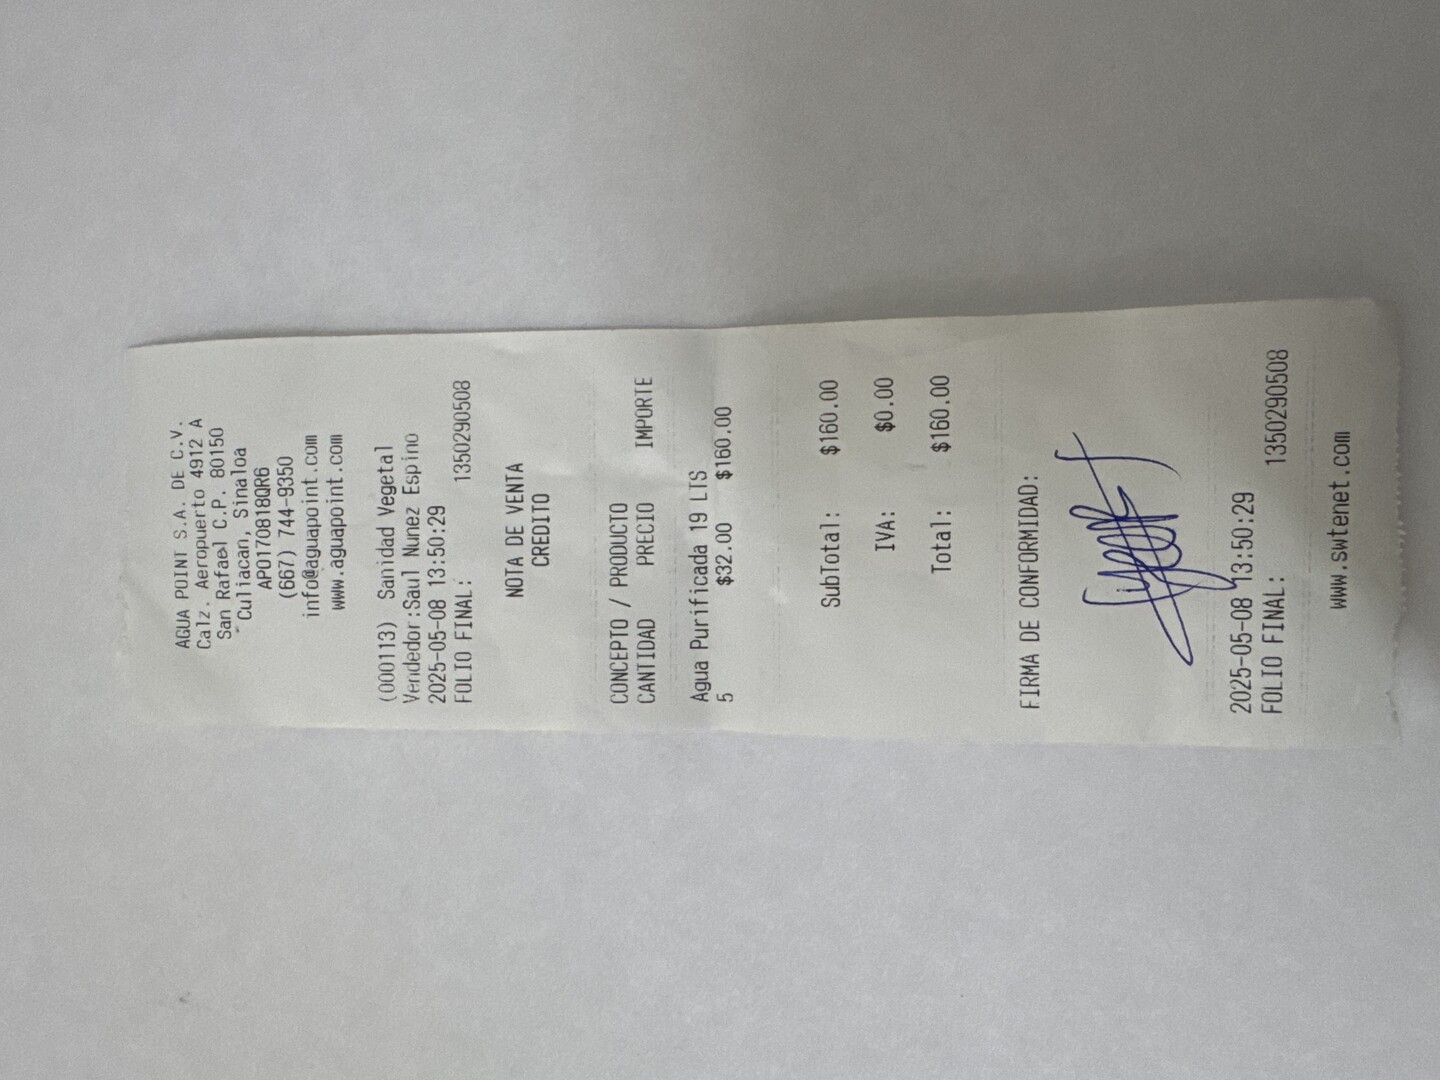 AGUA POINT S.A. DE C.V.
Calz. Aeropuerto 4912 A
San Rafael C.P. 80150
Culiacan, Sinaloa
APO170818QR6
(667) 744-9350
info@aguapoint.com
www.aguapoint.com
(000113) Sanidad Vegetal
Vendedor:Saul Nunez Espino
2025-05-08 13:50:29
FOLIO FINAL: 1350290508
NOTA DE VENTA
CREDITO
CONCEPTO / PRODUCTO
CANTIDAD PRECIO IMPORTE
Agua Purificada 19 LTS
5 $32.00 $160.00
SubTotal: $160.00
IVA: $0.00
Total: $160.00
FIRMA DE CONFORMIDAD:
2025-05-08 13:50:29
FOLIO FINAL: 1350290508
www.swtenet.com